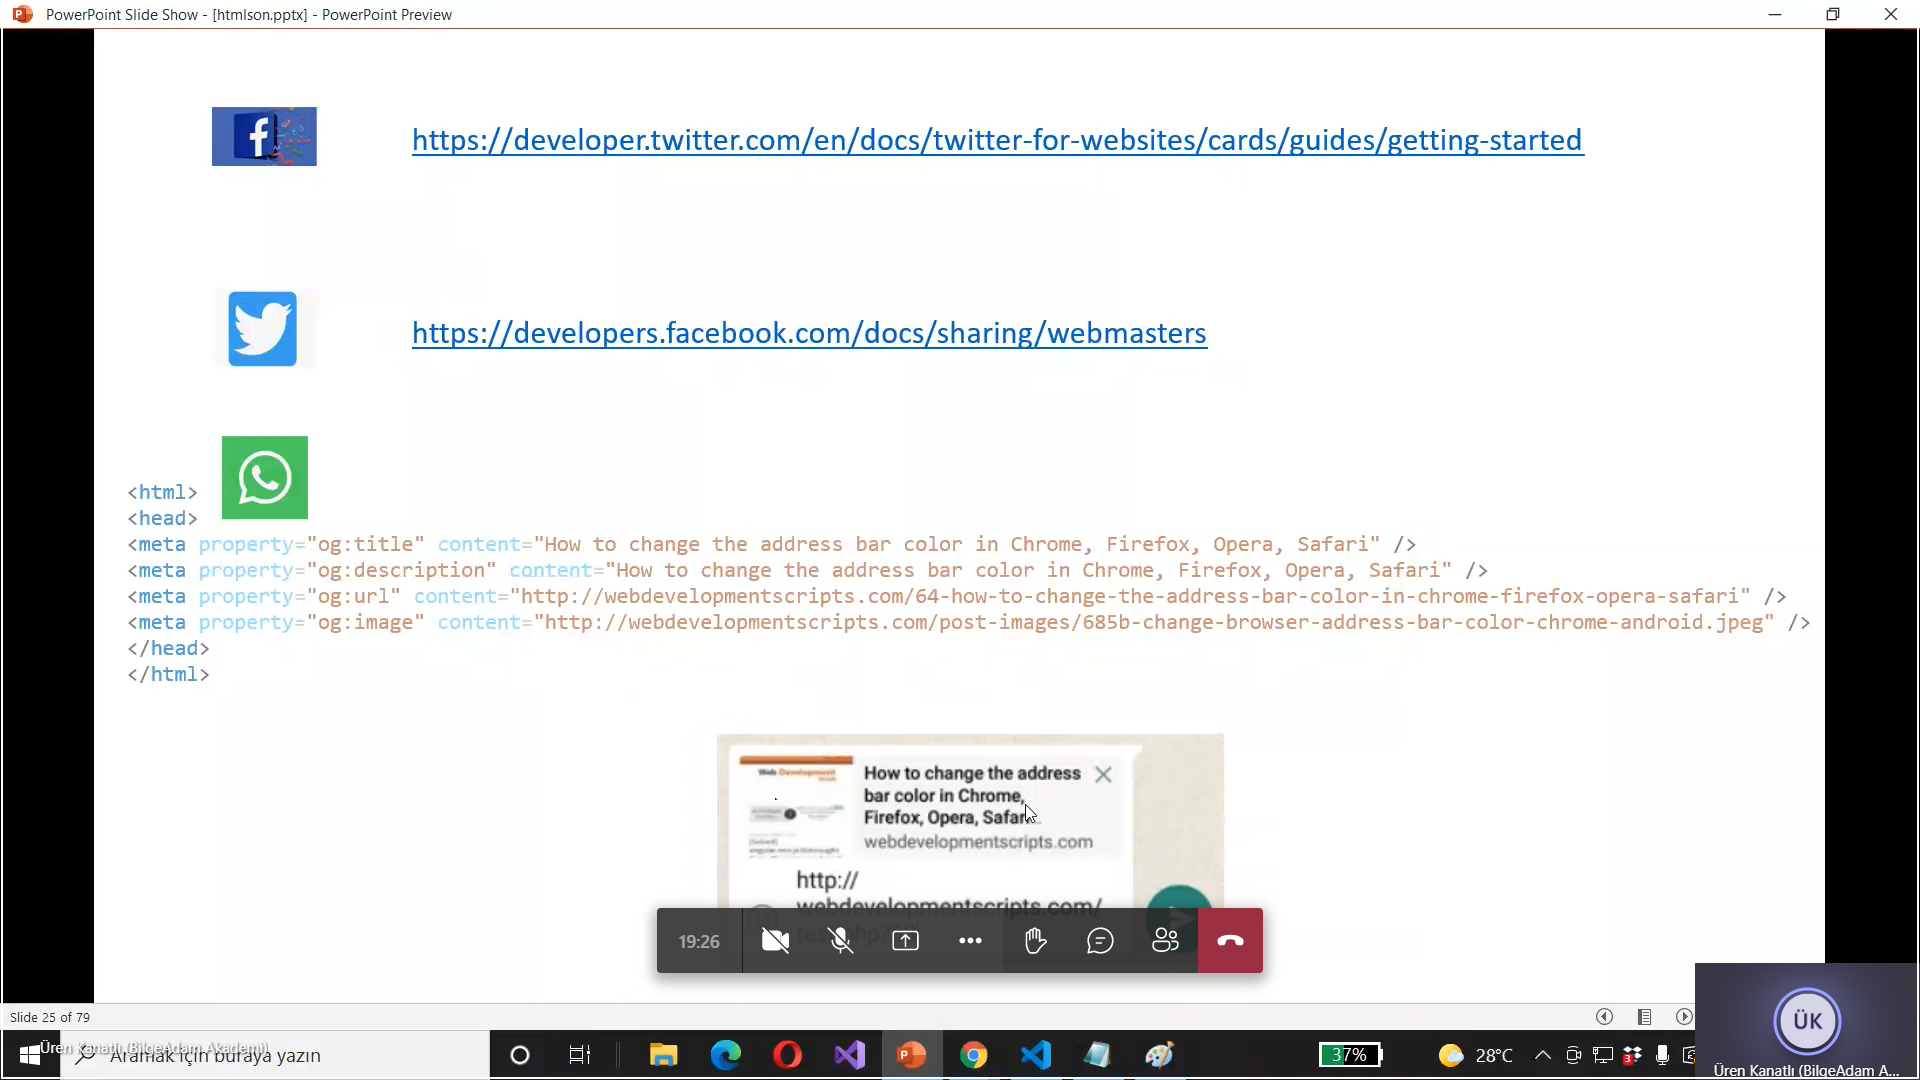 PowerPoint Slide Show - [htmlson.pptx] - PowerPoint Preview
https://developer.twitter.com/en/docs/twitter-for-websites/cards/guides/getting-started
https://developers.facebook.com/docs/sharing/webmasters
<html>
<head>
<meta property="og:title" content="How to change the address bar color in Chrome, Firefox, Opera, Safari" />
<meta property="og:description" content="How to change the address bar color in Chrome, Firefox, Opera, Safari" />
<meta property="og:url" content="http://webdevelopmentscripts.com/64-how-to-change-the-address-bar-color-in-chrome-firefox-opera-safari" />
<meta property="og:image" content="http://webdevelopmentscripts.com/post-images/685b-change-browser-address-bar-color-chrome-android.jpeg" />
</head>
</html>
Web Development
How to change the address
bar color in Chrome,
Firefox, Opera, Safari...
webdevelopmentscripts.com
http://
webdevelopmentscripts.com/
19:26
ÜK
Slide 25 of 79
Üren Kanatlı (BilgeAdam Akademi)
Aramak için buraya yazın
37%
28°C
3
Üren Kanatlı (BilgeAdam A...